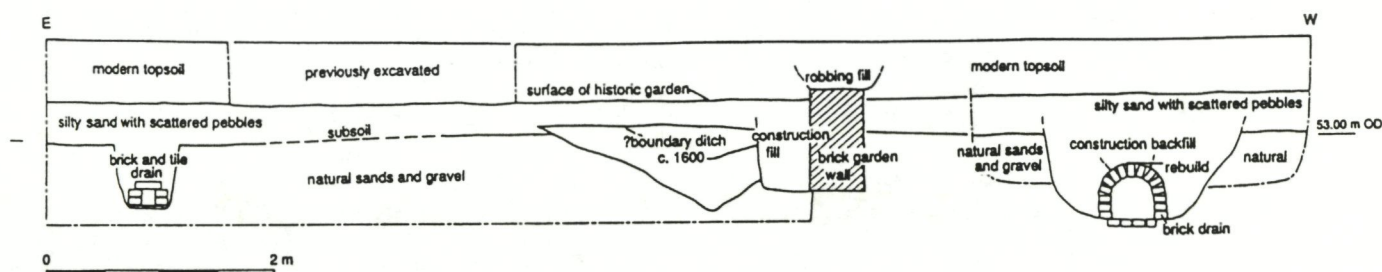 E
W
modern topsoil
previously excavated
robbing fill
modern topsoil
surface of historic garden
silty sand with scattered pebbles
silty sand with scattered pebbles
subsoil
53.00 m OD
?boundary ditch
c. 1600
construction
fill
brick garden
wall
natural sands
and gravel
construction backfill
rebuild
natural
brick and tile
drain
natural sands and gravel
brick drain
0
2 m